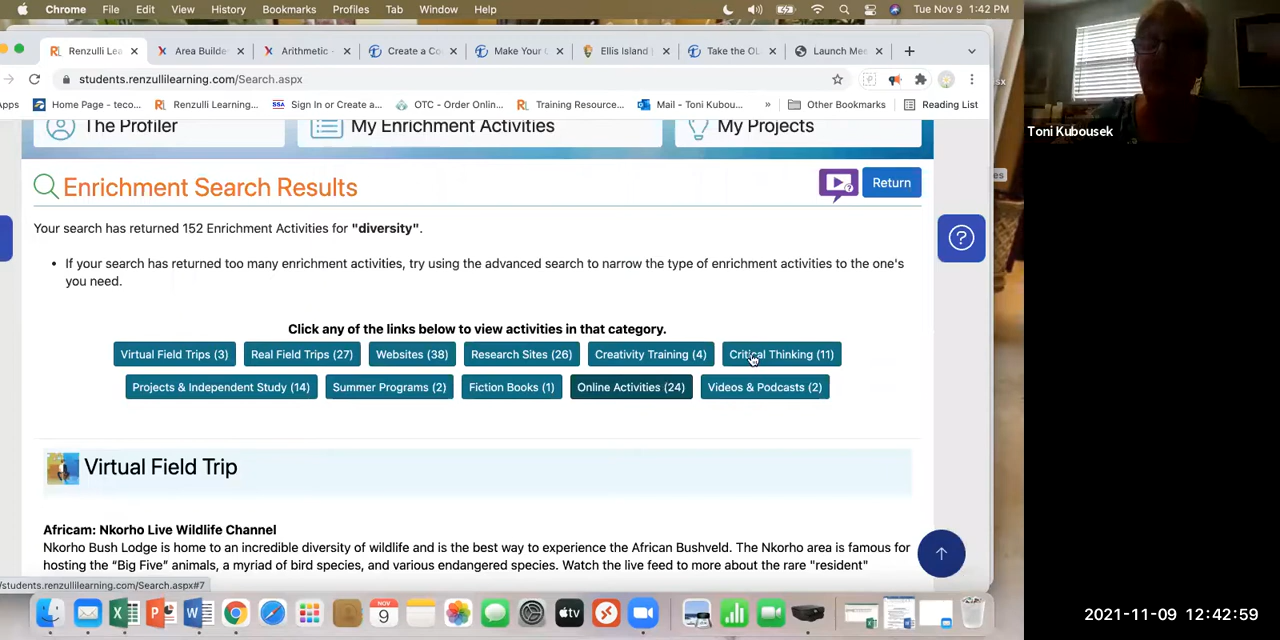 Chrome File Edit View History Bookmarks Profiles Tab Window Help Tue Nov 9 1:42 PM
Renzulli Lea Area Builde Arithmetic - Create a Co Make Your Ellis Island Take the OL Launch Mee
students.renzullilearning.com/Search.aspx
Apps Home Page - teco... Renzulli Learning... SSA Sign In or Create a... OTC - Order Onlin... Training Resource... Mail - Toni Kubou... » Other Bookmarks Reading List
The Profiler My Enrichment Activities My Projects
Enrichment Search Results Return
Your search has returned 152 Enrichment Activities for "diversity".
• If your search has returned too many enrichment activities, try using the advanced search to narrow the type of enrichment activities to the one's
you need.
Click any of the links below to view activities in that category.
Virtual Field Trips (3) Real Field Trips (27) Websites (38) Research Sites (26) Creativity Training (4) Critical Thinking (11)
Projects & Independent Study (14) Summer Programs (2) Fiction Books (1) Online Activities (24) Videos & Podcasts (2)
Virtual Field Trip
Africam: Nkorho Live Wildlife Channel
Nkorho Bush Lodge is home to an incredible diversity of wildlife and is the best way to experience the African Bushveld. The Nkorho area is famous for
hosting the “Big Five” animals, a myriad of bird species, and various endangered species. Watch the live feed to more about the rare "resident"
/students.renzullilearning.com/Search.aspx#7
NOV
9
tv
Toni Kubousek
2021-11-09 12:42:59